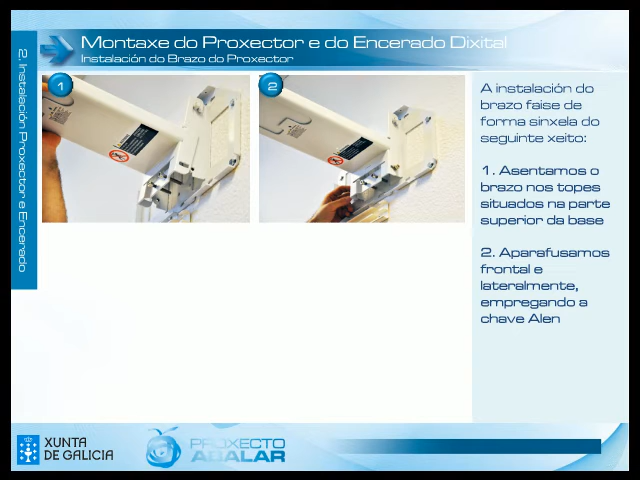 Montaxe do Proxector e do Encerado Dixital
Instalación do Brazo do Proxector
2. Instalación Proxector e Encerado
1
2
A instalación do
brazo faise de
forma sinxela do
seguinte xeito:
1. Asentamos o
brazo nos topes
situados na parte
superior da base
2. Aparafusamos
frontal e
lateralmente,
empregando a
chave Alen
XUNTA
DE GALICIA
PROXECTO
ABALAR